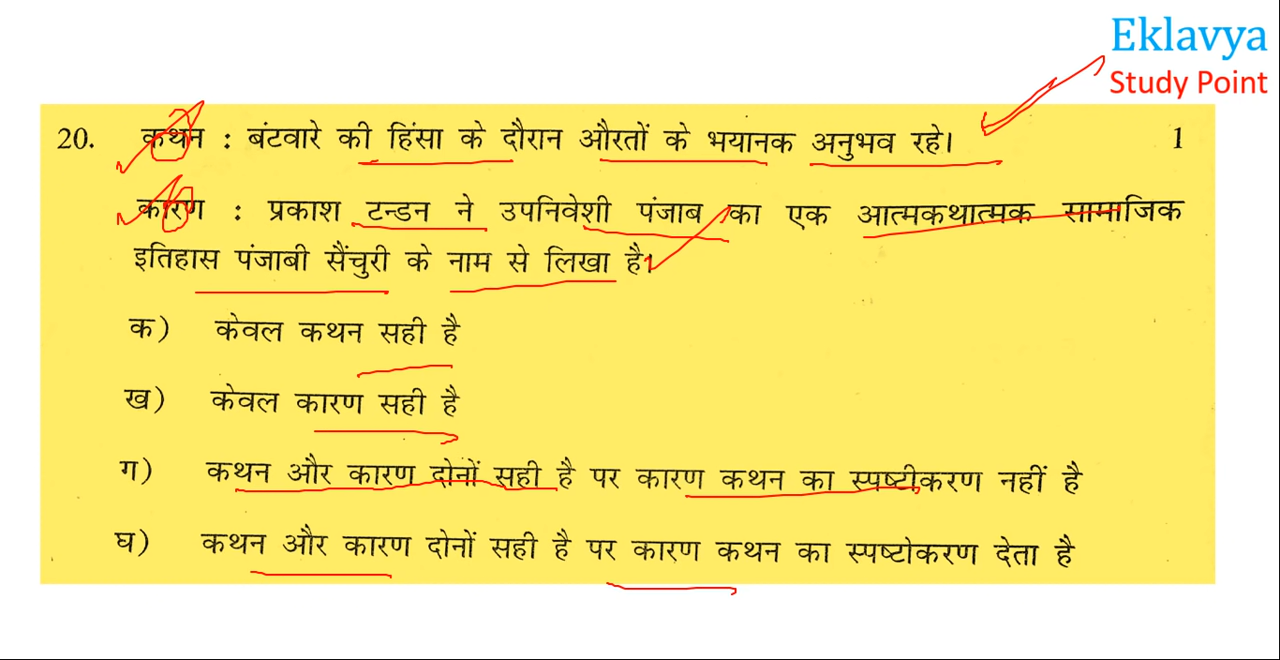 Eklavya
Study Point
20. कथन : बंटवारे की हिंसा के दौरान औरतों के भयानक अनुभव रहे। 1
कारण : प्रकाश टन्डन ने उपनिवेशी पंजाब का एक आत्मकथात्मक सामाजिक
इतिहास पंजाबी सैंचुरी के नाम से लिखा है।
क) केवल कथन सही है
ख) केवल कारण सही है
ग) कथन और कारण दोनों सही है पर कारण कथन का स्पष्टीकरण नहीं है
घ) कथन और कारण दोनों सही है पर कारण कथन का स्पष्टोकरण देता है